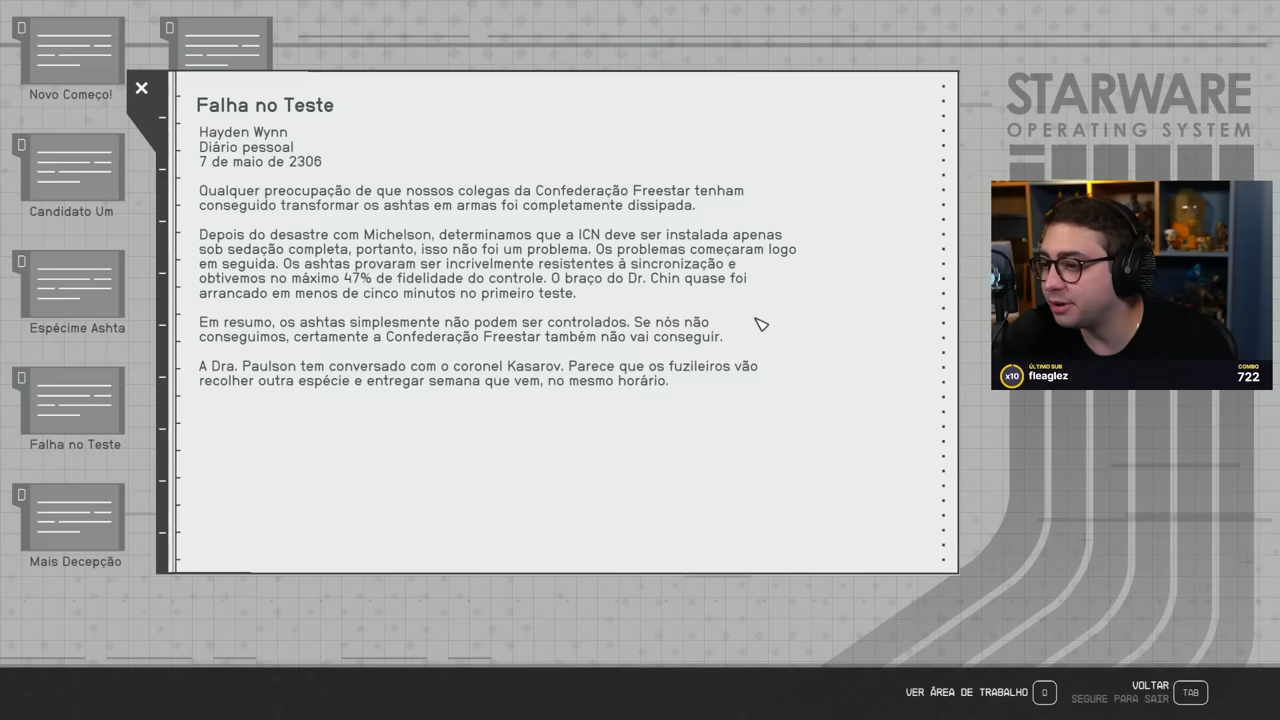 Novo Começo!
Candidato Um
Espécime Ashta
Falha no Teste
Mais Decepção
×
Falha no Teste
Hayden Wynn
Diário pessoal
7 de maio de 2306
Qualquer preocupação de que nossos colegas da Confederação Freestar tenham
conseguido transformar os ashtas em armas foi completamente dissipada.
Depois do desastre com Michelson, determinamos que a ICN deve ser instalada apenas
sob sedação completa, portanto, isso não foi um problema. Os problemas começaram logo
em seguida. Os ashtas provaram ser incrivelmente resistentes à sincronização e
obtivemos no máximo 47% de fidelidade do controle. O braço do Dr. Chin quase foi
arrancado em menos de cinco minutos no primeiro teste.
Em resumo, os ashtas simplesmente não podem ser controlados. Se nós não
conseguimos, certamente a Confederação Freestar também não vai conseguir.
A Dra. Paulson tem conversado com o coronel Kasarov. Parece que os fuzileiros vão
recolher outra espécie e entregar semana que vem, no mesmo horário.
STARWARE
OPERATING SYSTEM
x10
ÚLTIMO SUB
fleaglez
COMBO
722
VER ÁREA DE TRABALHO O
VOLTAR
SEGURE PARA SAIR
TAB